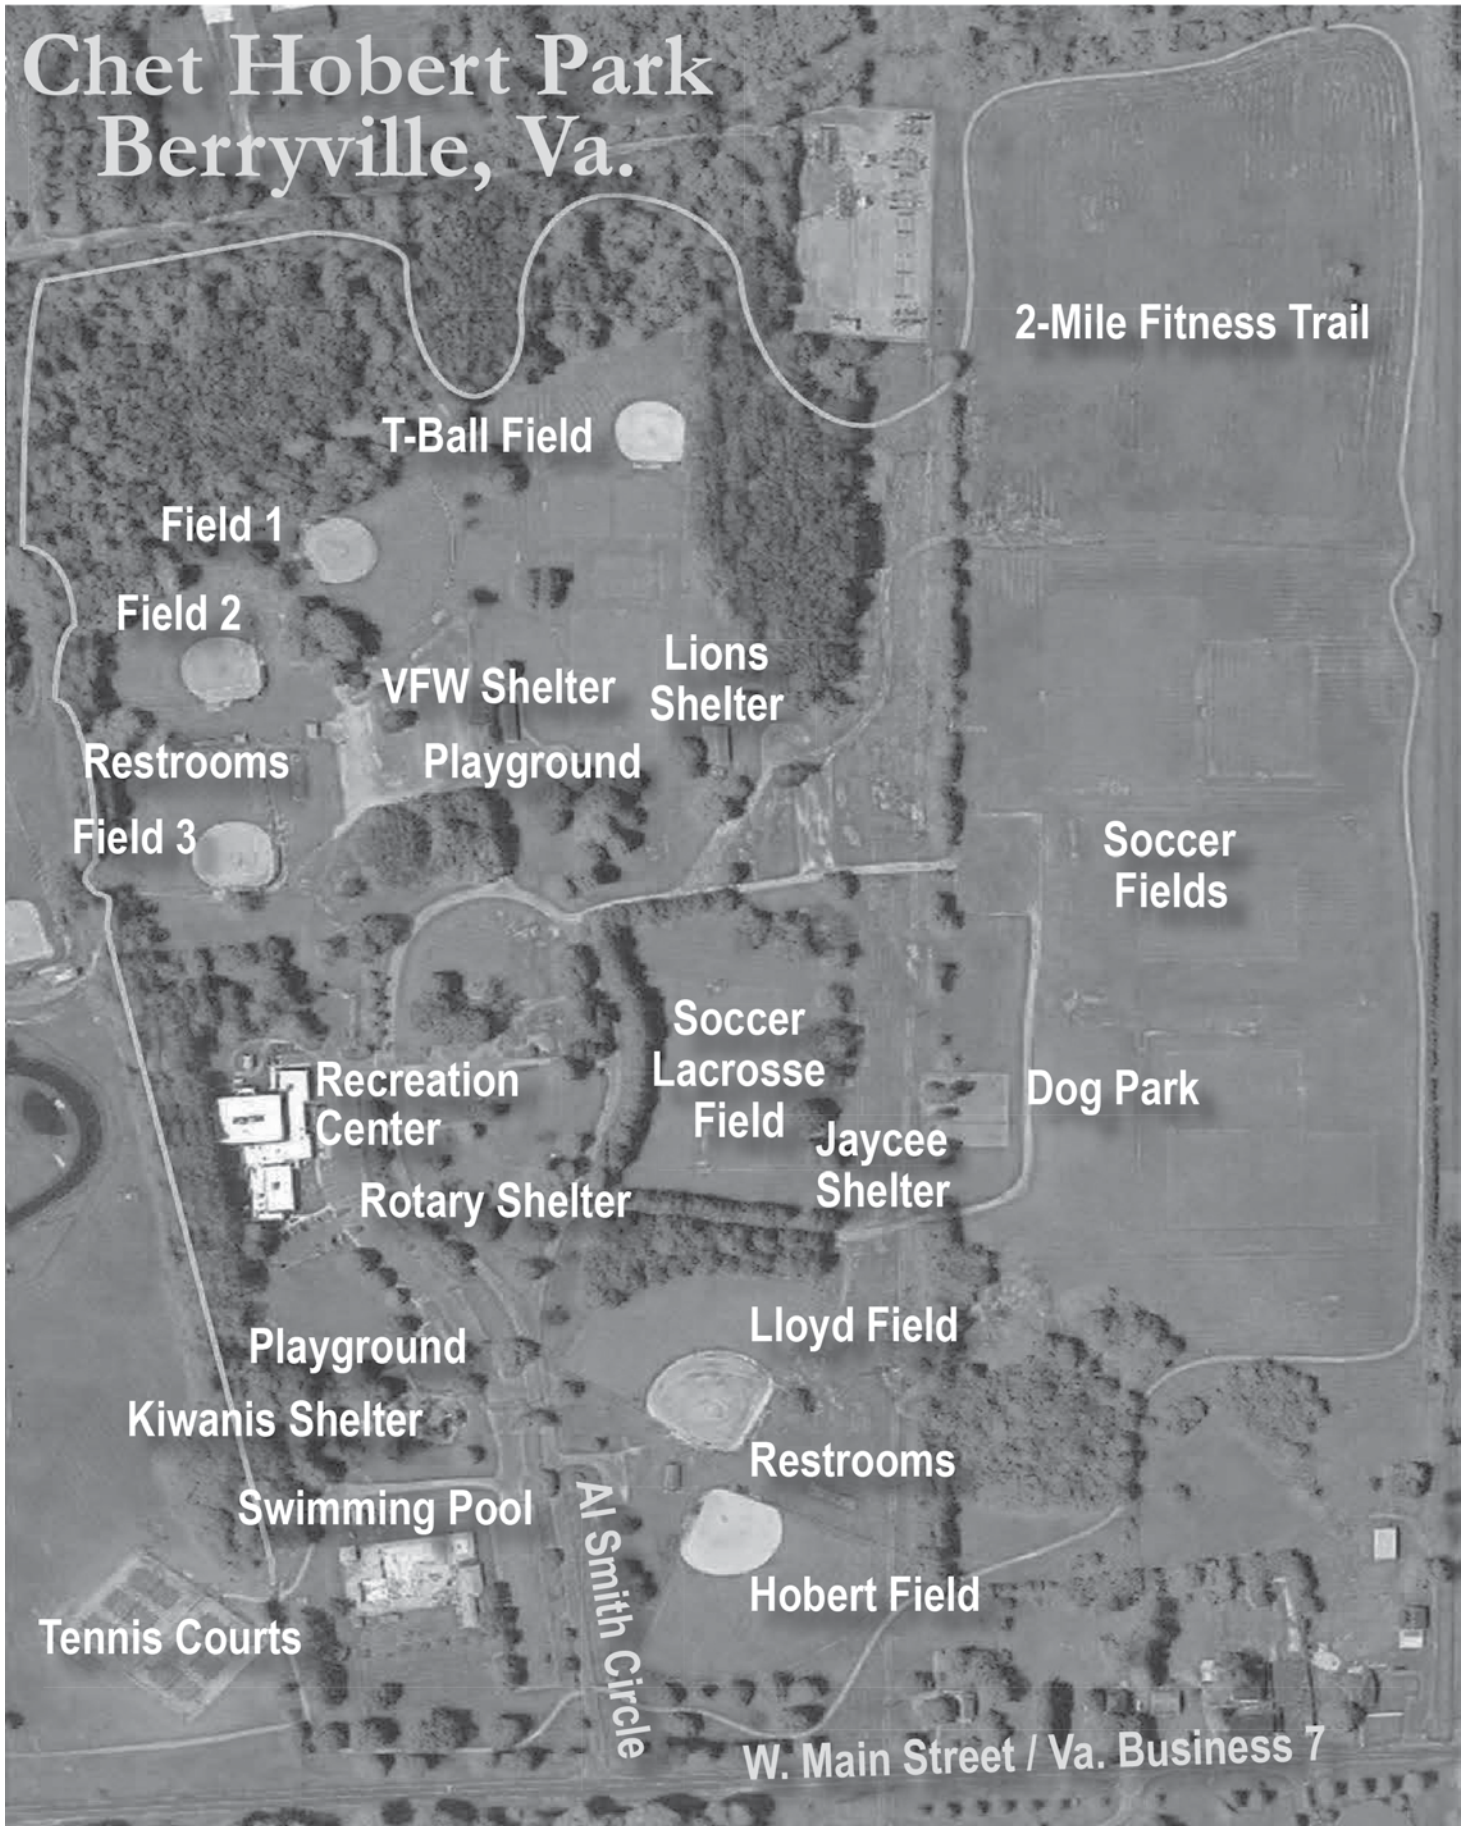 Chet Hobert Park
Berryville, Va.
2-Mile Fitness Trail
T-Ball Field
Field 1
Field 2
Lions
Shelter
VFW Shelter
Restrooms
Playground
Field 3
Soccer
Fields
Soccer
Lacrosse
Field
Recreation
Center
Dog Park
Jaycee
Shelter
Rotary Shelter
Lloyd Field
Playground
Kiwanis Shelter
Restrooms
Swimming Pool
Al Smith Circle
Hobert Field
Tennis Courts
W. Main Street / Va. Business 7